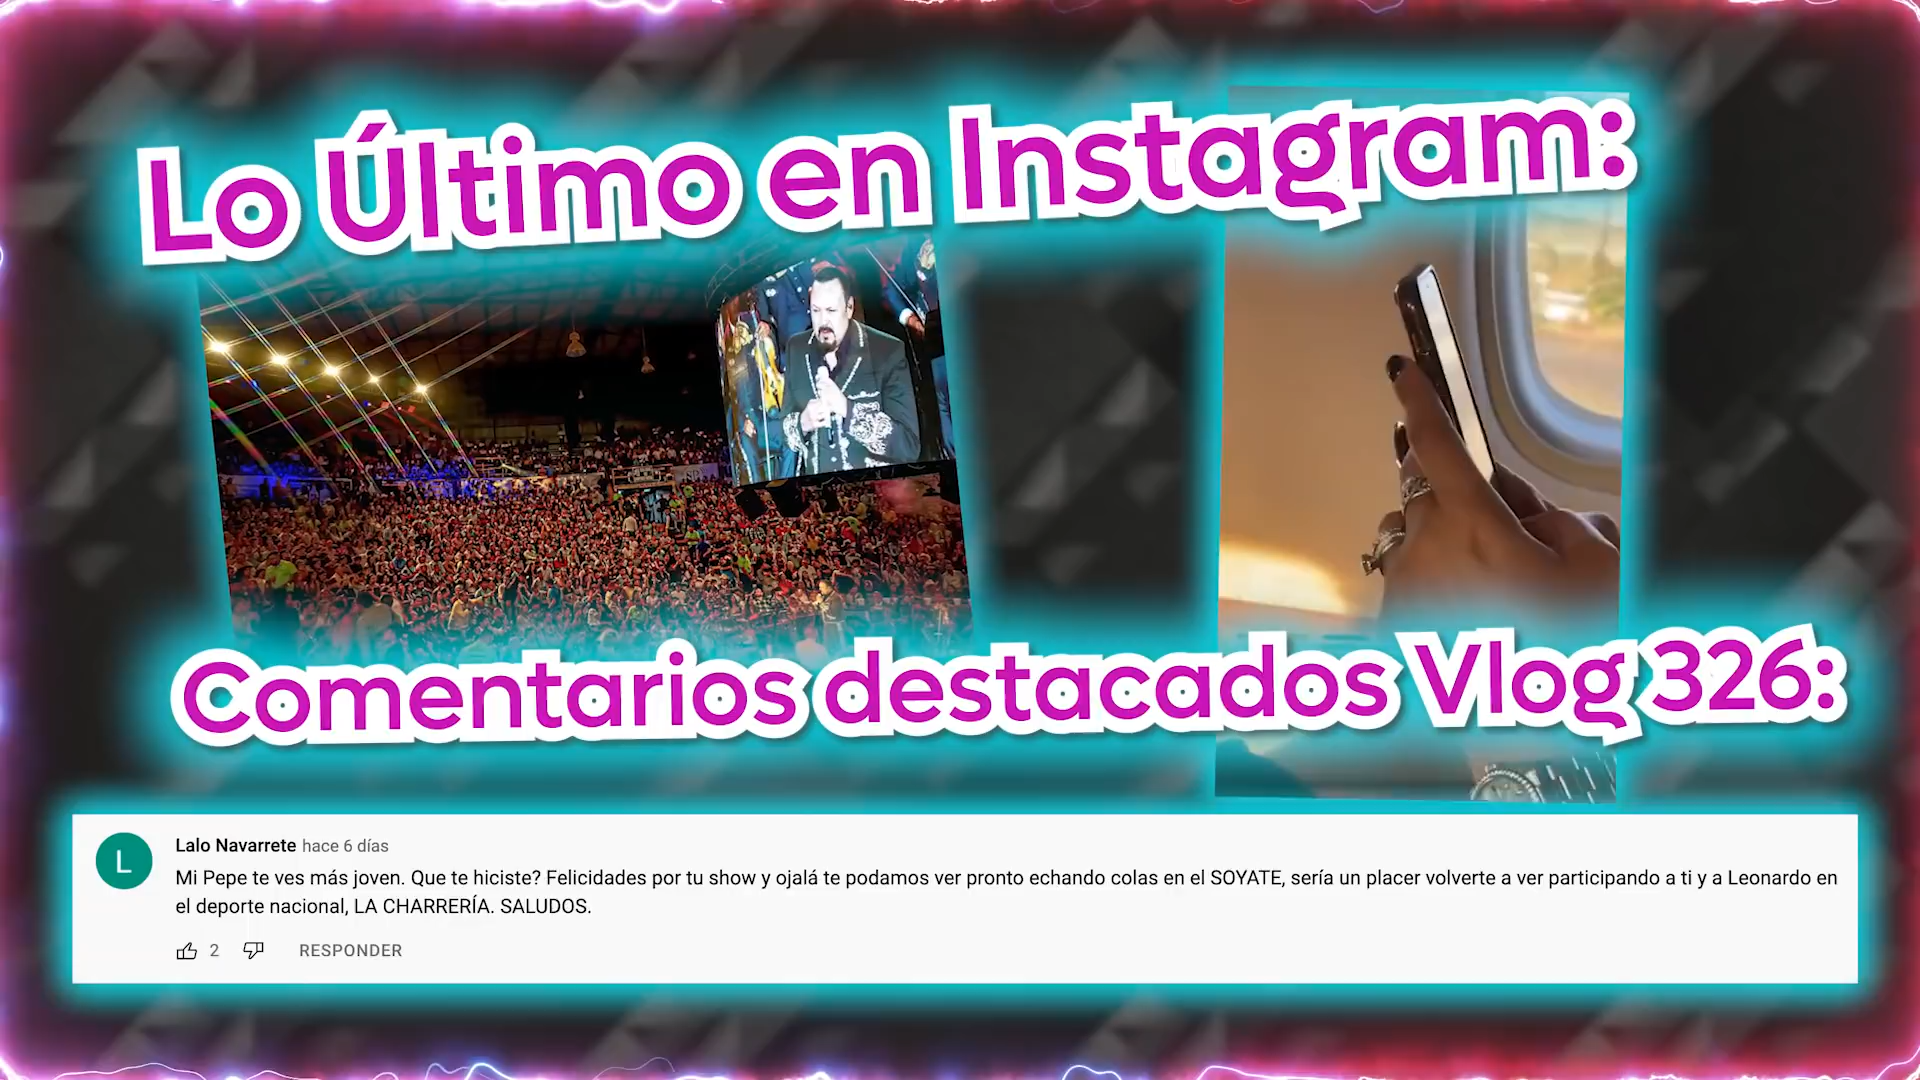 Lo Último en Instagram:
Comentarios destacados Vlog 326:
L
Lalo Navarrete hace 6 días
Mi Pepe te ves más joven. Que te hiciste? Felicidades por tu show y ojalá te podamos ver pronto echando colas en el SOYATE, sería un placer volverte a ver participando a ti y a Leonardo en
el deporte nacional, LA CHARRERÍA. SALUDOS.
2 RESPONDER